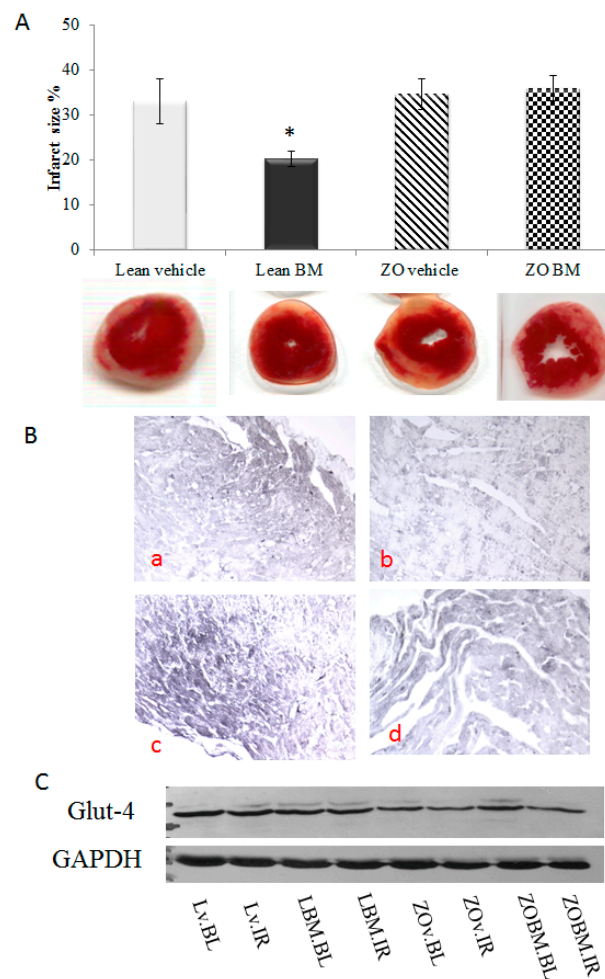 A
50
40
30
20
10
0
Infarct size %
*
Lean vehicle
Lean BM
ZO vehicle
ZO BM
B
a
b
c
d
C
Glut-4
GAPDH
Lv.BL
Lv.IR
LBM.BL
LBM.IR
ZOv.BL
ZOv.IR
ZOBM.BL
ZOBM.IR